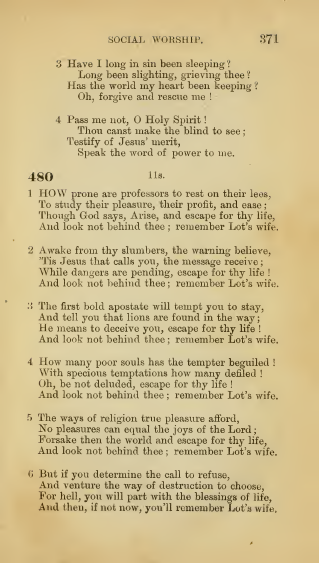 SOCIAL WORSHIP. 371
3 Have I long in sin been sleeping?
Long been slighting, grieving thee?
Has the world my heart been keeping?
Oh, forgive and rescue me!
4 Pass me not, O Holy Spirit!
Thou canst make the blind to see;
Testify of Jesus' merit,
Speak the word of power to me.
480 11s.
1 HOW prone are professors to rest on their lees,
To study their pleasure, their profit, and ease;
Though God says, Arise, and escape for thy life,
And look not behind thee; remember Lot's wife.
2 Awake from thy slumbers, the warning believe,
'Tis Jesus that calls you, the message receive;
While dangers are pending, escape for thy life!
And look not behind thee; remember Lot's wife.
3 The first bold apostate will tempt you to stay,
And tell you that lions are found in the way;
He means to deceive you, escape for thy life!
And look not behind thee; remember Lot's wife.
4 How many poor souls has the tempter beguiled!
With specious temptations how many defiled!
Oh, be not deluded, escape for thy life!
And look not behind thee; remember Lot's wife.
5 The ways of religion true pleasure afford,
No pleasures can equal the joys of the Lord;
Forsake then the world and escape for thy life,
And look not behind thee; remember Lot's wife.
6 But if you determine the call to refuse,
And venture the way of destruction to choose,
For hell, you will part with the blessings of life,
And then, if not now, you'll remember Lot's wife.